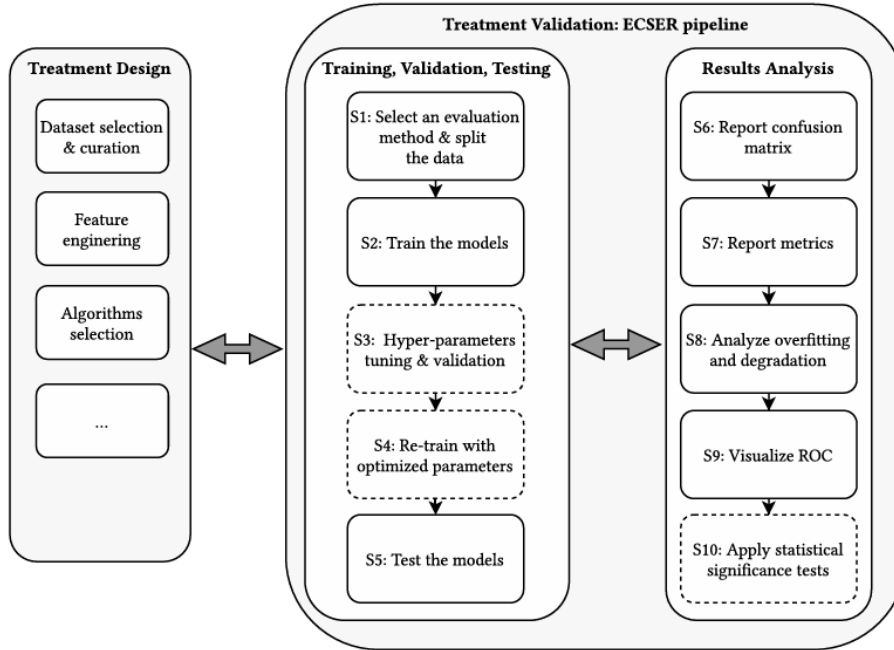 Treatment Validation: ECSER pipeline
Treatment Design
Dataset selection
& curation
Feature
enginering
Algorithms
selection
...
Training, Validation, Testing
S1: Select an evaluation
method & split
the data
S2: Train the models
S3: Hyper-parameters
tuning & validation
S4: Re-train with
optimized parameters
S5: Test the models
Results Analysis
S6: Report confusion
matrix
S7: Report metrics
S8: Analyze overfitting
and degradation
S9: Visualize ROC
S10: Apply statistical
significance tests